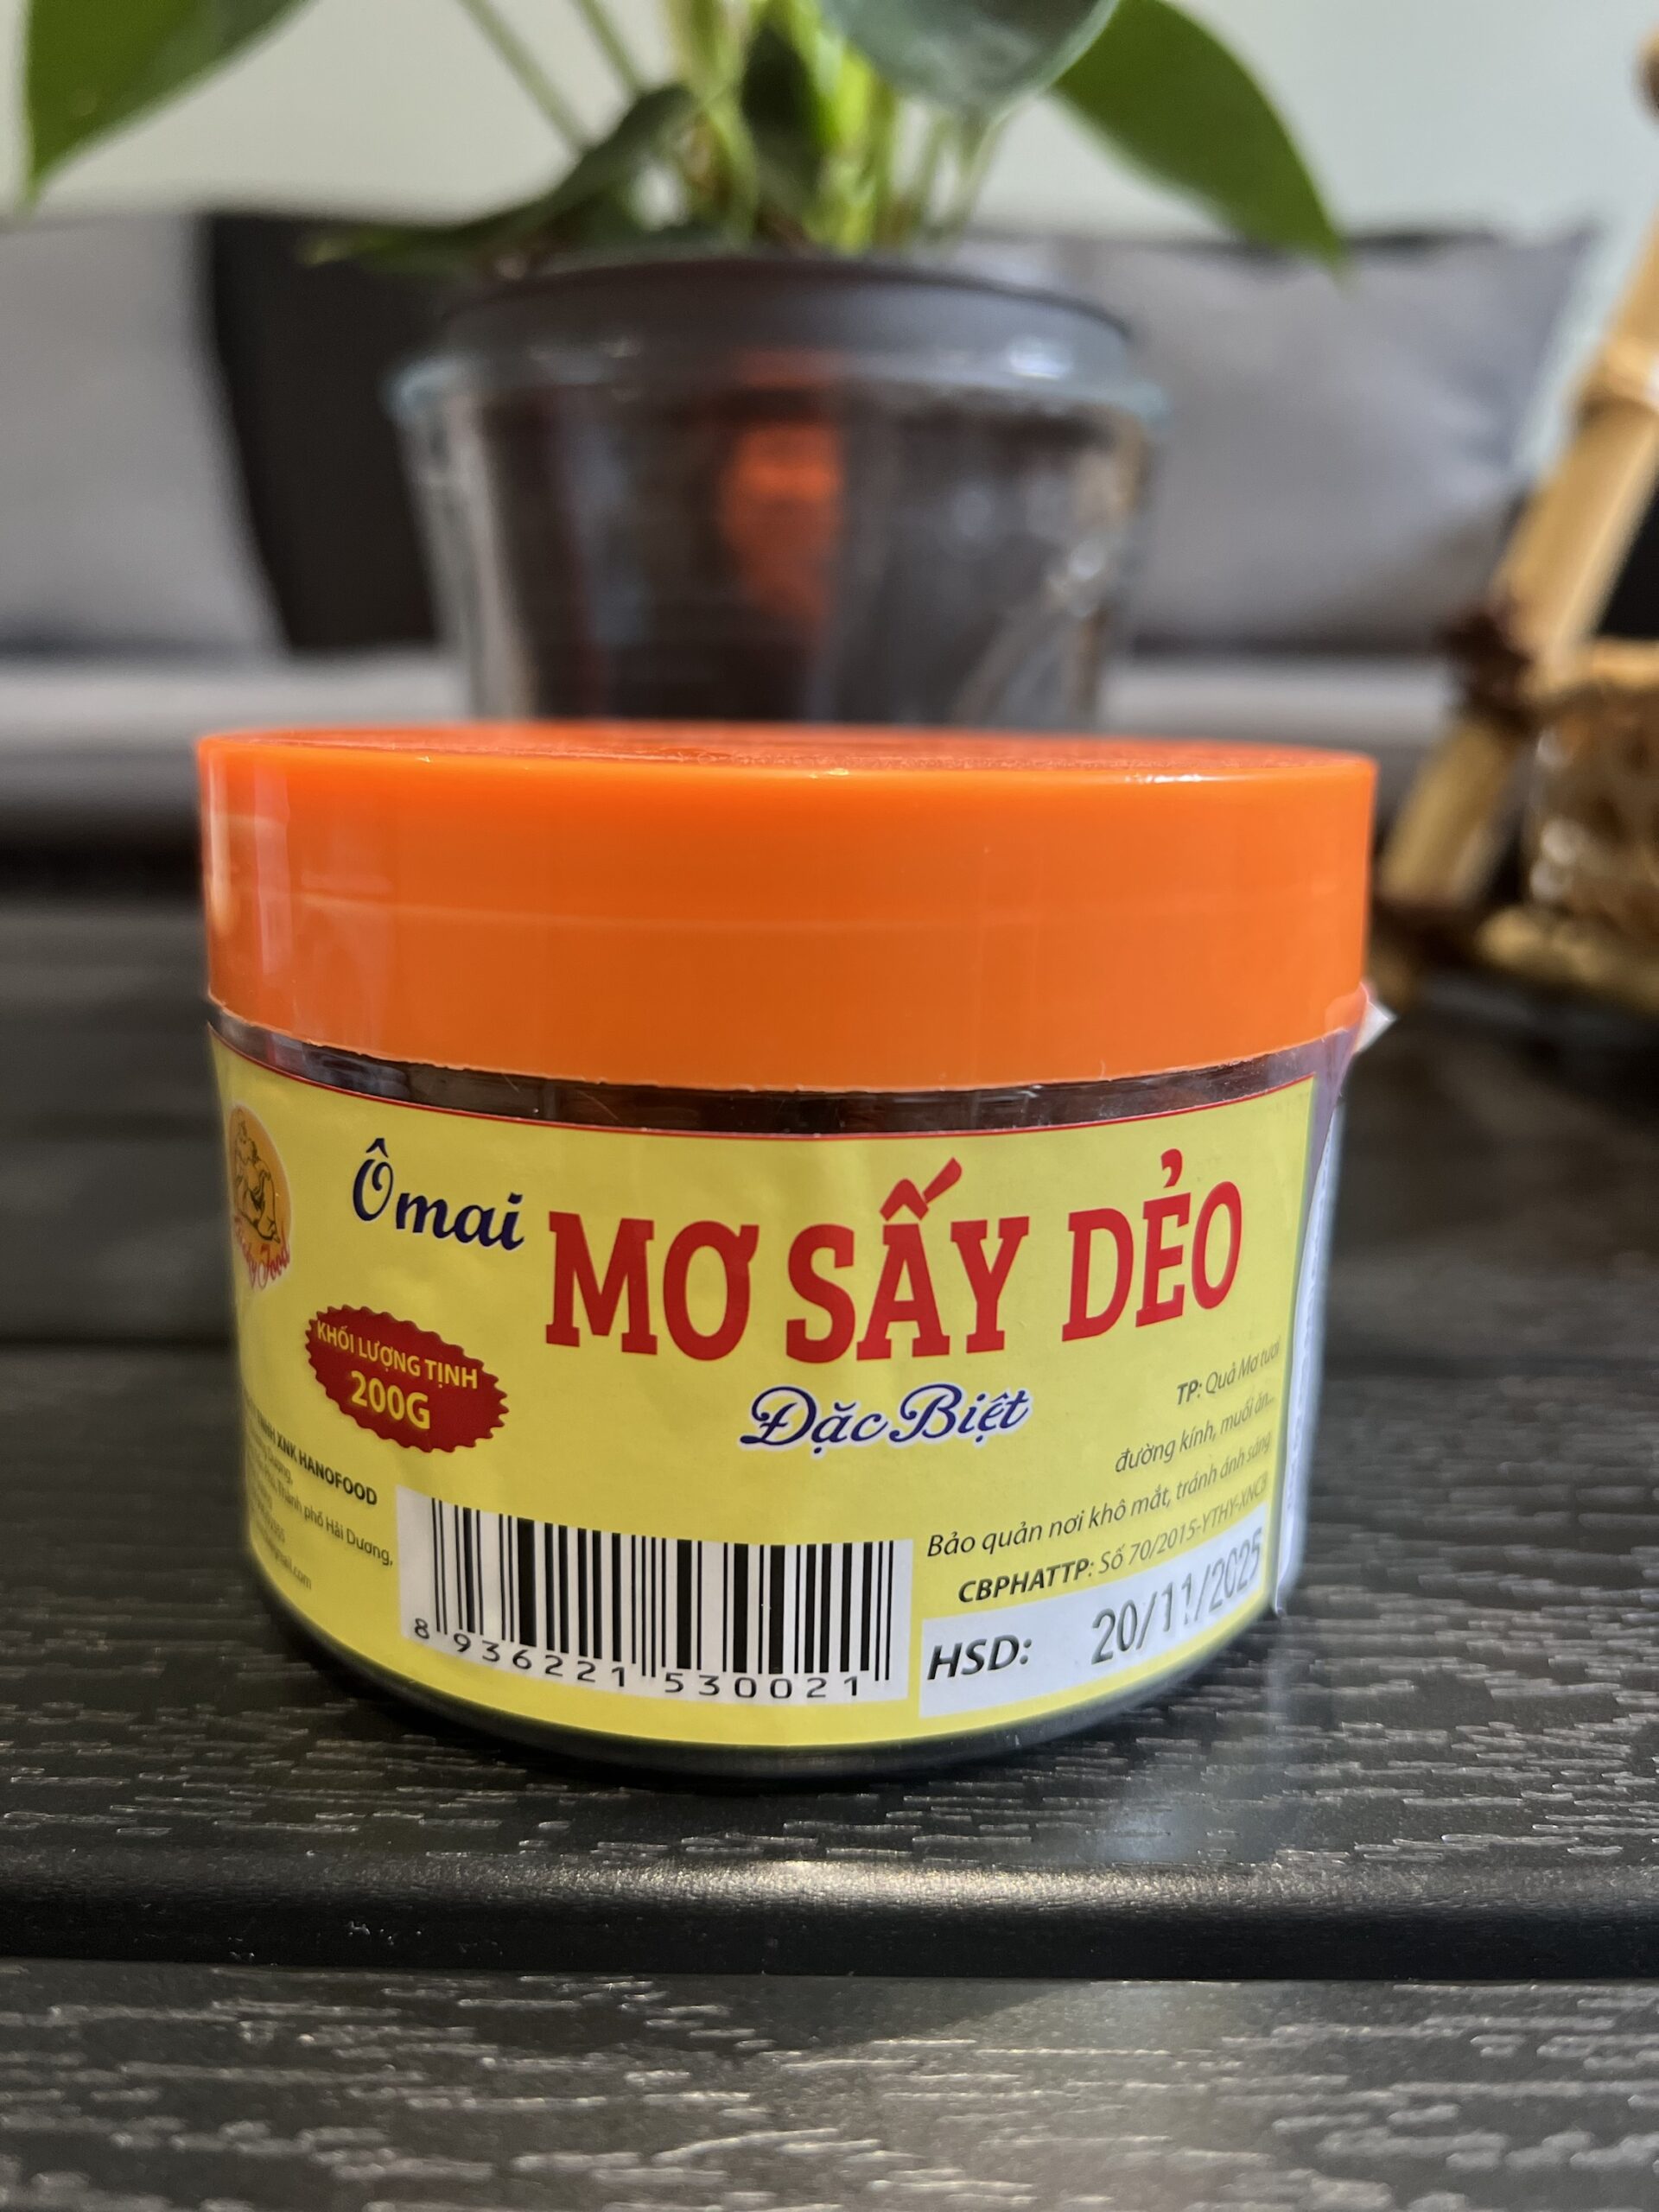 Ô mai
MƠ SẤY DẺO
Đặc Biệt
KHỐI LƯỢNG TỊNH
200G
XNK HANOFOOD
Thành phố Hải Dương,
TP: Quả Mơ tươi
đường kính, muối ăn...
Bảo quản nơi khô mắt, tránh ánh sáng
CBPHATTP: Số 70/2015-YTHY-XNCB
HSD: 20/11/2025
8 936221 530021